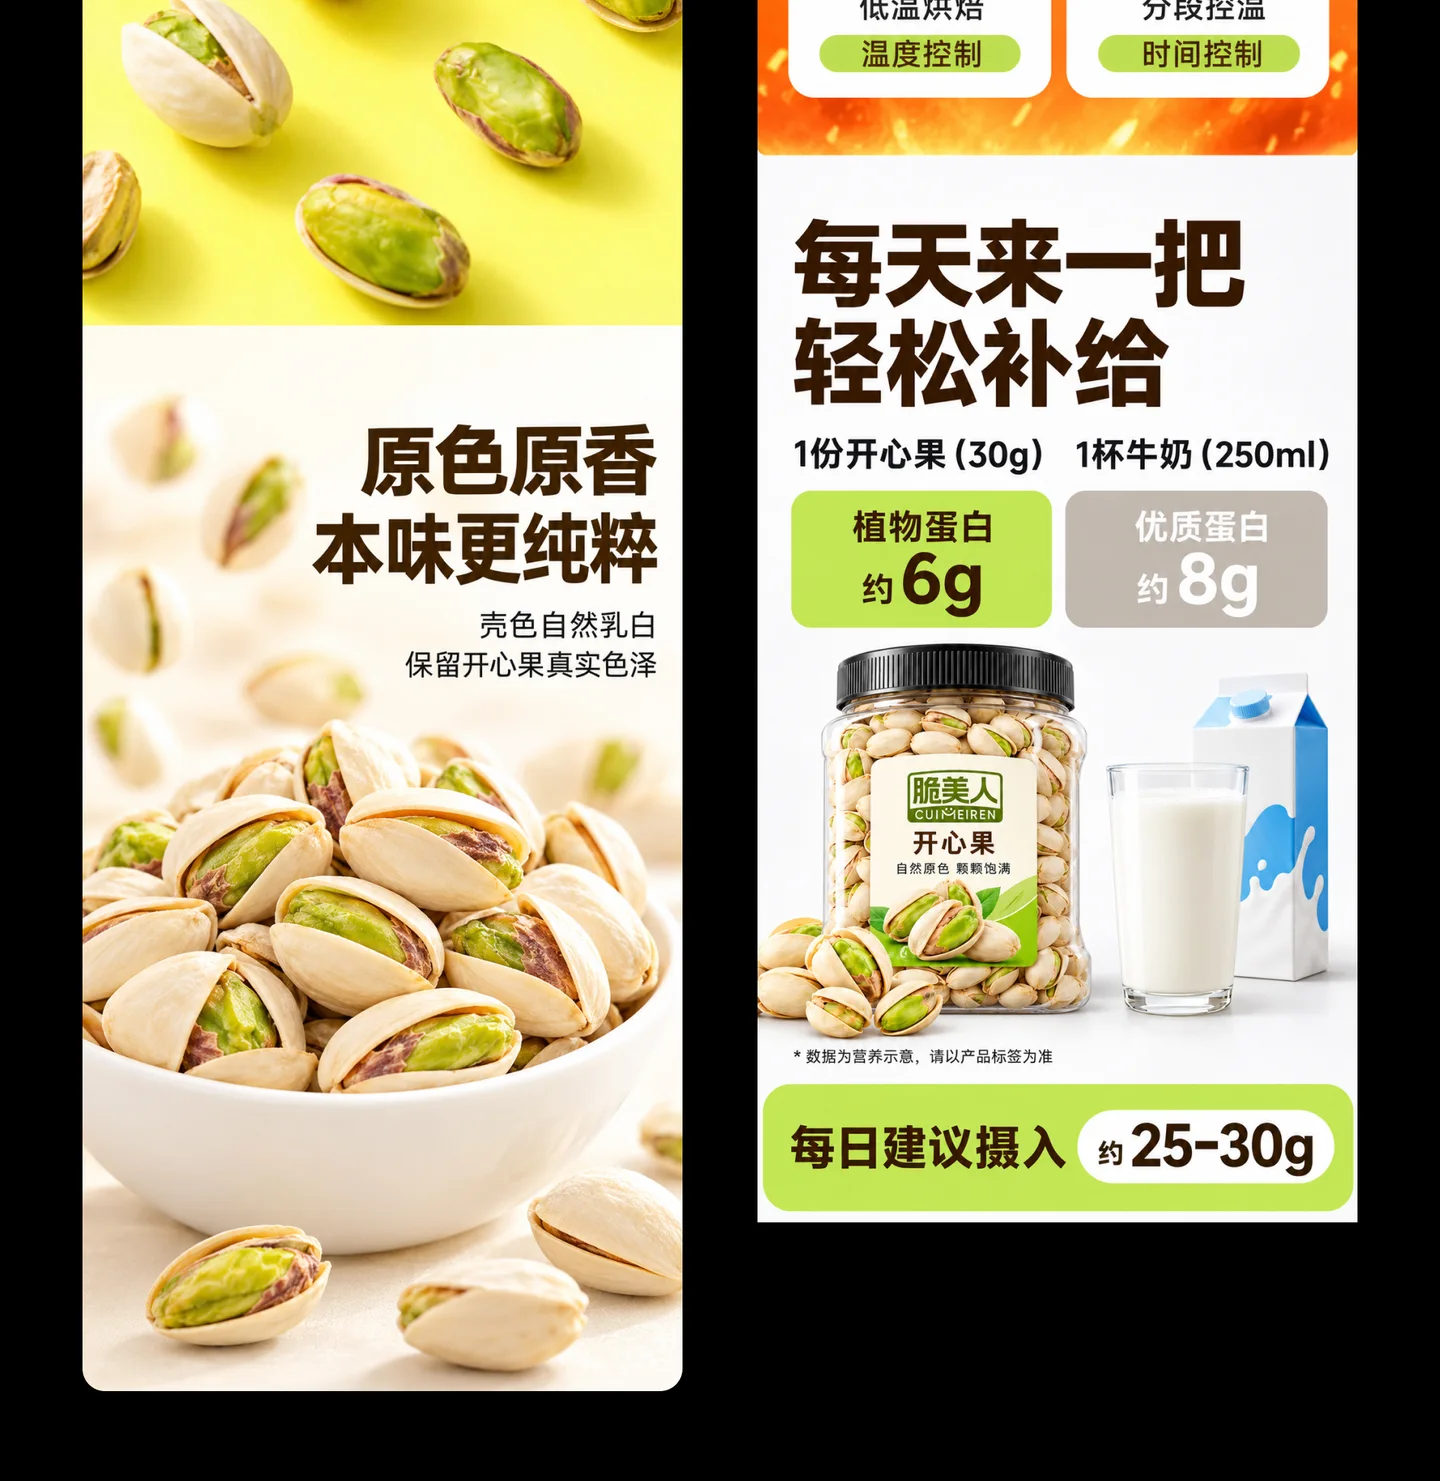 原色原香
本味更纯粹
壳色自然乳白
保留开心果真实色泽
低温烘焙
温度控制
分段控温
时间控制
每天来一把
轻松补给
1份开心果(30g)
1杯牛奶(250ml)
植物蛋白
约6g
优质蛋白
约8g
脆美人
CUIMEIREN
开心果
自然原色 颗颗饱满
* 数据为营养示意，请以产品标签为准
每日建议摄入 约25-30g